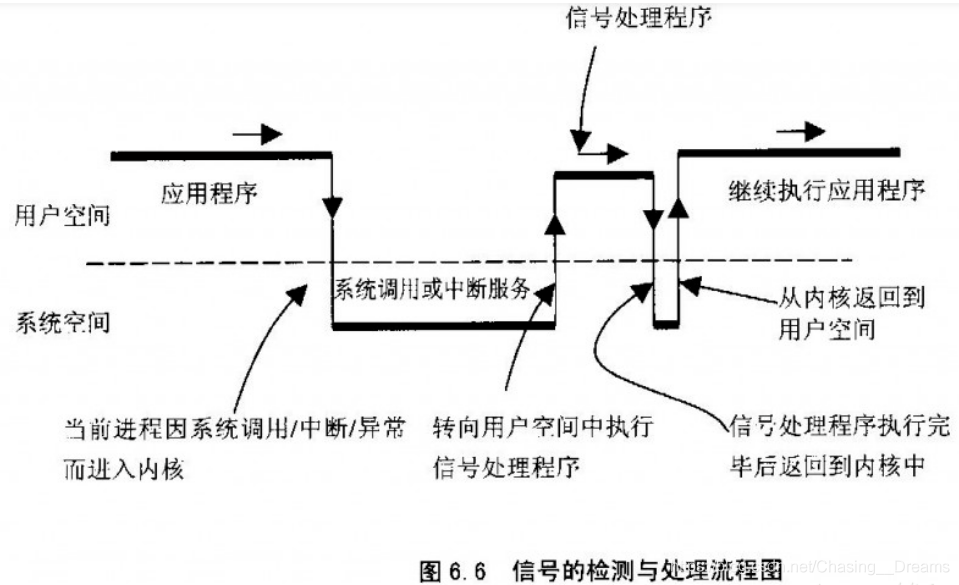 信号处理程序
应用程序
继续执行应用程序
用户空间
系统调用或中断服务
从内核返回到
用户空间
系统空间
当前进程因系统调用/中断/异常
而进入内核
转向用户空间中执行
信号处理程序
信号处理程序执行完
毕后返回到内核中
图 6.6 信号的检测与处理流程图
Chasing__Dreams